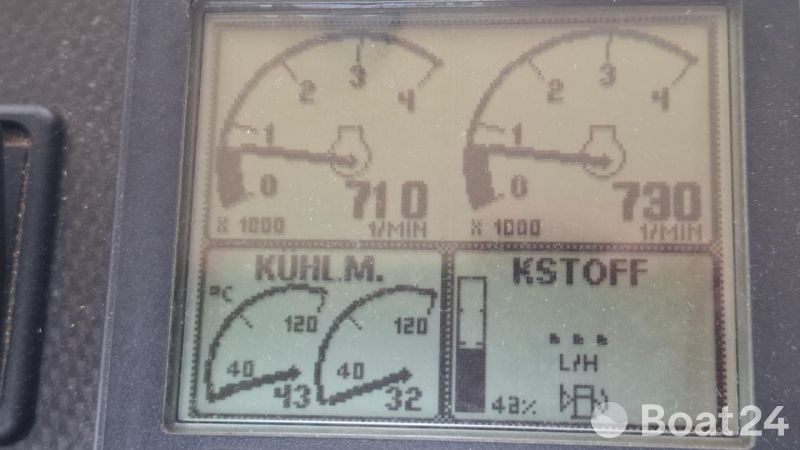 3 3
2 4 2 4
1 1
0 710 0 730
X 1000 1/MIN X 1000 1/MIN
KÜHL.M. KSTOFF
°C 120 120
40 43 40 32
L/H
48%
Boat24